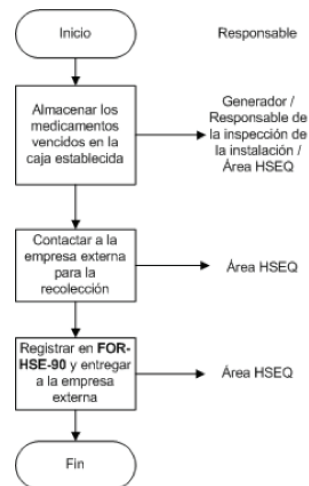 Inicio
Responsable
Almacenar los
medicamentos
vencidos en la
caja establecida
Generador /
Responsable de
la inspección de
la instalación /
Área HSEQ
Contactar a la
empresa externa
para la
recolección
Área HSEQ
Registrar en FOR-
HSE-90 y entregar
a la empresa
externa
Área HSEQ
Fin